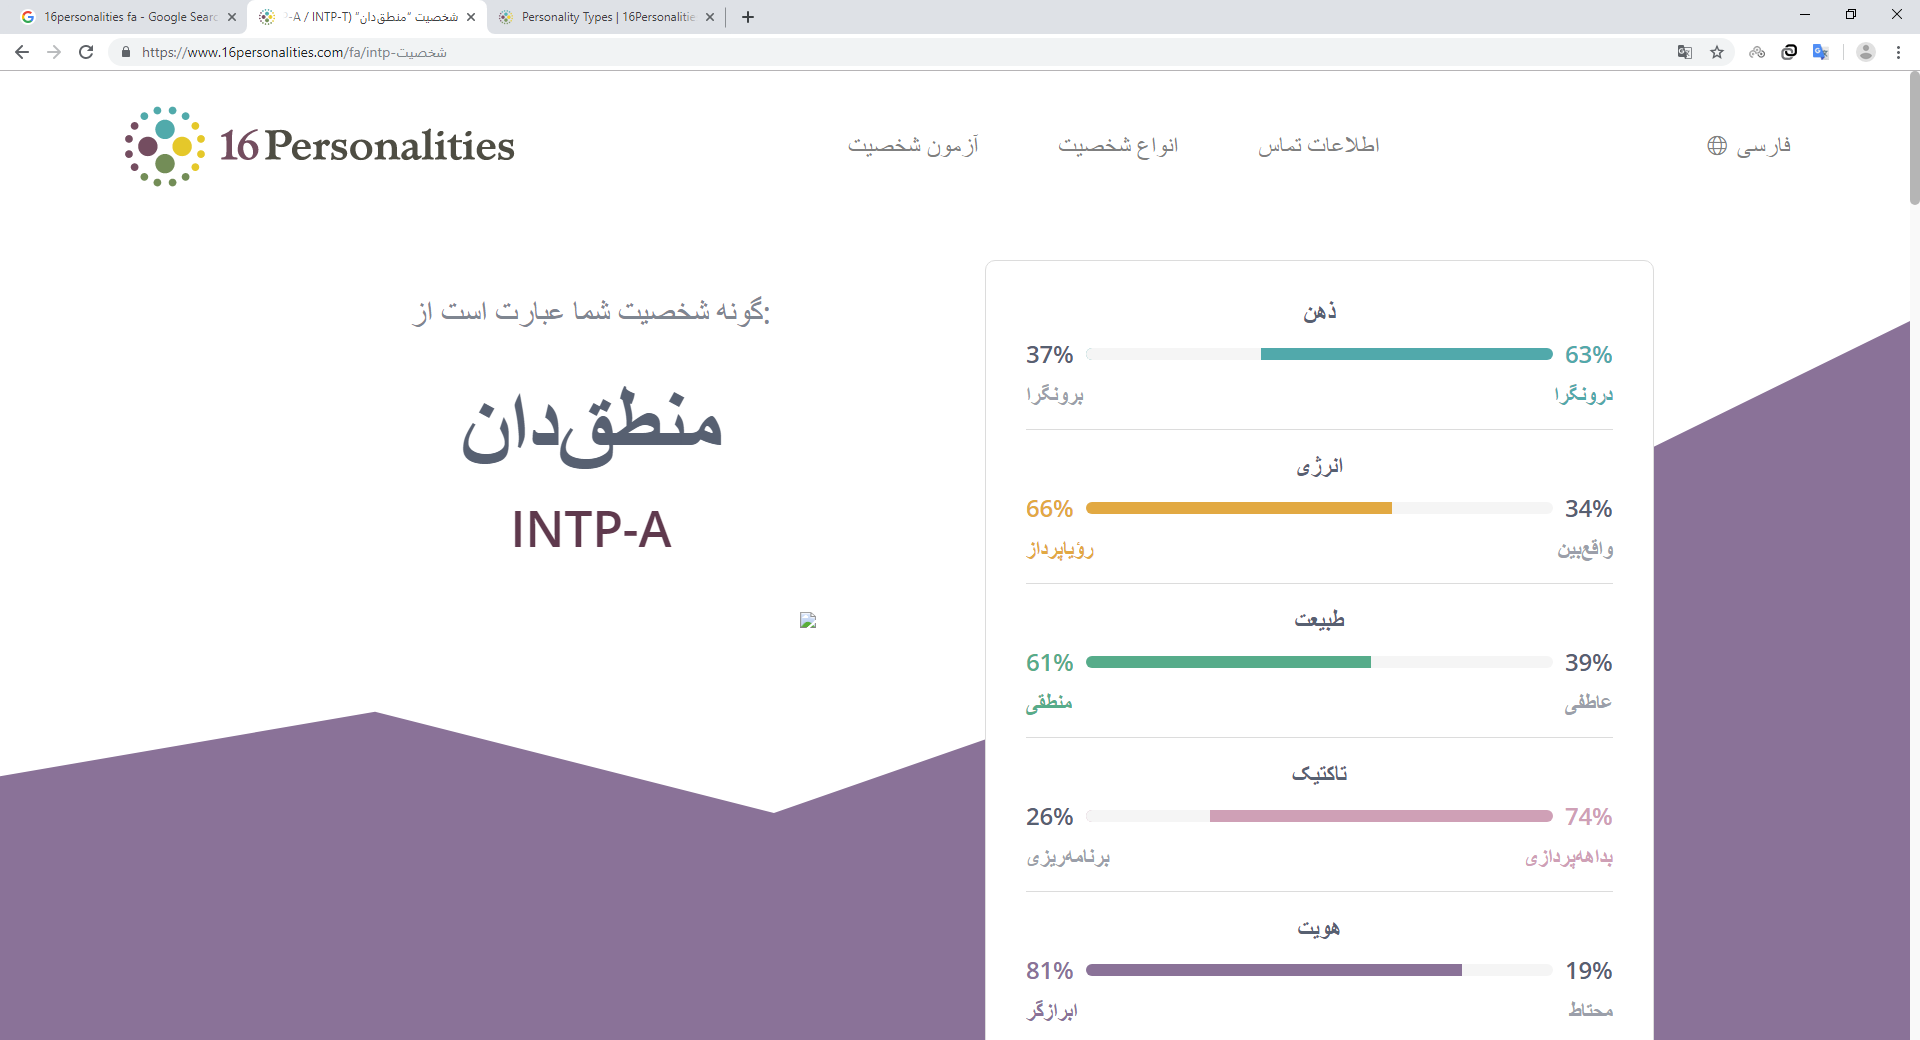 16personalities fa - Google Searc
شخصیت “منطق‌دان” (P-A / INTP-T
Personality Types | 16Personalitie
https://www.16personalities.com/fa/intp-شخصیت
16Personalities
آزمون شخصیت
انواع شخصیت
اطلاعات تماس
فارسی
گونه شخصیت شما عبارت است از:
منطق‌دان
INTP-A
ذهن
37% 63%
برونگرا درونگرا
انرژی
66% 34%
رؤیاپرداز واقع‌بین
طبیعت
61% 39%
منطقی عاطفی
تاکتیک
26% 74%
برنامه‌ریزی بداهه‌پردازی
هویت
81% 19%
ابرازگر محتاط